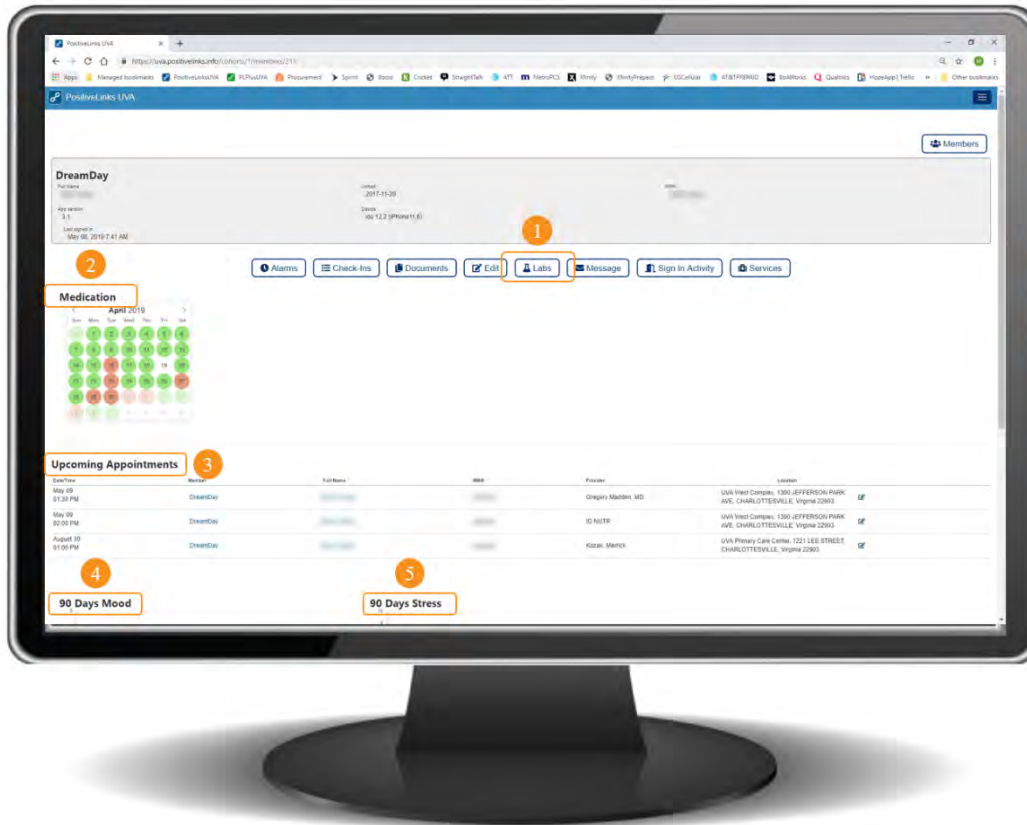 PositiveLinks UVA
https://uva.positivelinks.info/cohorts/1/members/211
Apps Managed bookmarks PositiveLinksUVA PLPlusUVA Procurement Sprint Boost Cricket StraightTalk ATT MetroPCS Xfinity XfinityPrepaid USCellular AT&TPREPAID Qualtrics HopeApp | Trello Other bookmarks
PositiveLinks UVA
Members
DreamDay
Full Name
Joined
2017-11-20
MRN
App version
3.1
Device
ios 12.2
Last signed in
May 08, 2019 7:41 AM
1
Alarms Check-Ins Documents Edit Labs Message Sign In Activity Services
2
Medication
April 2019
Sun Mon Tue Wed Thu Fri Sat
Upcoming Appointments 3
Date/Time Member Full Name MRN Provider Location
May 09
01:30 PM
DreamDay
Gregory Madden, MD
UVA West Complex, 1300 JEFFERSON PARK
AVE, CHARLOTTESVILLE, Virginia 22903
May 09
02:00 PM
DreamDay
ID NUTR
UVA West Complex, 1300 JEFFERSON PARK
AVE, CHARLOTTESVILLE, Virginia 22903
August 30
01:00 PM
DreamDay
Kozak, Merrick
UVA Primary Care Center, 1221 LEE STREET,
CHARLOTTESVILLE, Virginia 22903
4
5
90 Days Mood
90 Days Stress